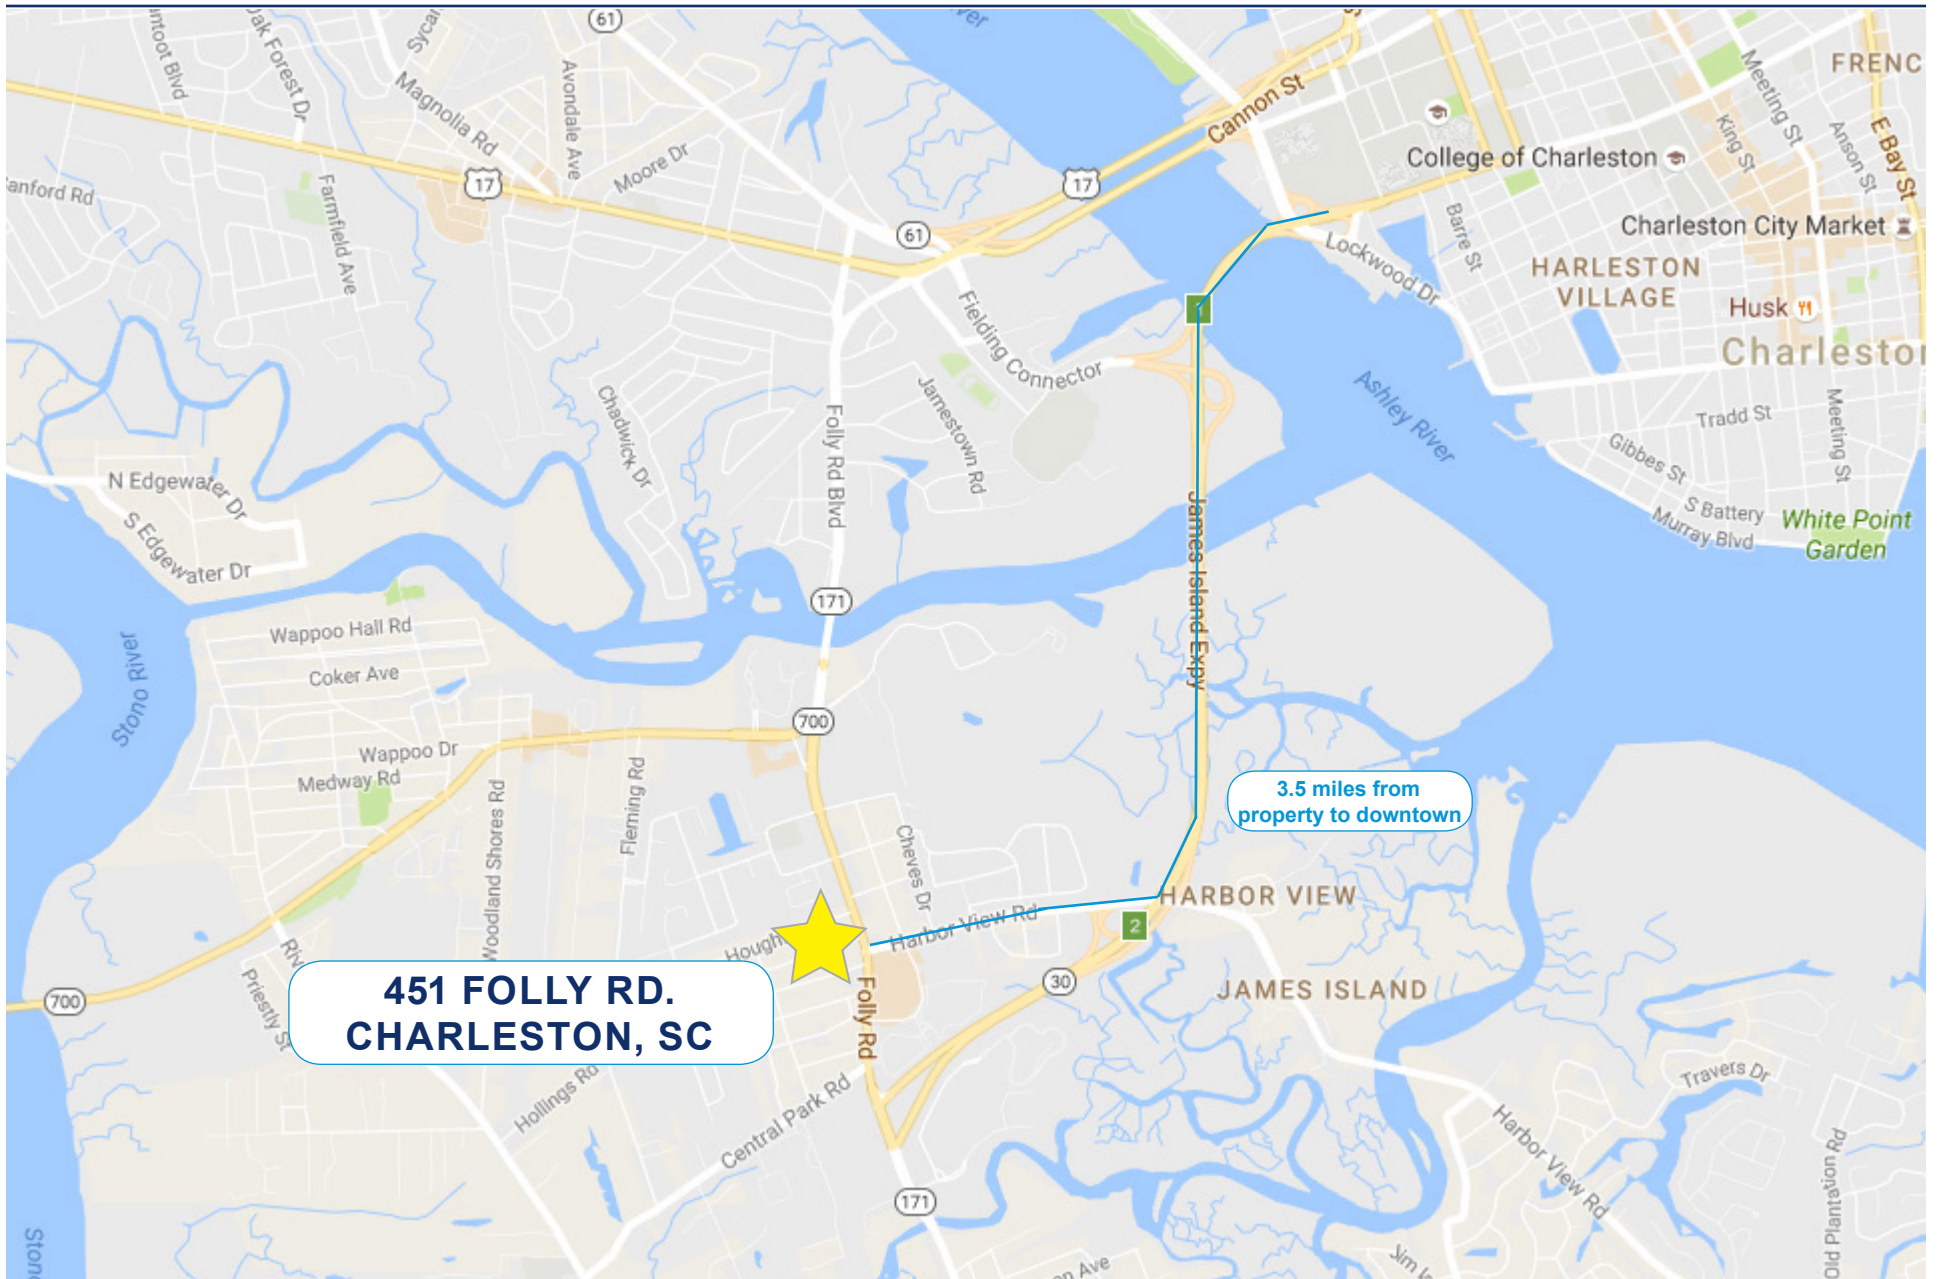 61
Oak Forest Dr
Magnolia Rd
Avondale Ave
Moore Dr
17
Farmfield Ave
61
17
Cannon St
College of Charleston
Meeting St
King St
Anson St
E Bay St
FRENC
Charleston City Market
Barre St
Lockwood Dr
HARLESTON
VILLAGE
Husk
Charlesto
Fielding Connector
Jamestown Rd
Chadwick Dr
Folly Rd Blvd
Ashley River
Tradd St
Meeting St
Gibbes St
S Battery
Murray Blvd
White Point
Garden
N Edgewater Dr
S Edgewater Dr
James Island Expy
171
Wappoo Hall Rd
Coker Ave
Stono River
700
Wappoo Dr
Medway Rd
Woodland Shores Rd
Fleming Rd
3.5 miles from
property to downtown
Cheves Dr
Harbor View Rd
HARBOR VIEW
2
Hough
30
JAMES ISLAND
700
Priestly St
451 FOLLY RD.
CHARLESTON, SC
Folly Rd
Hollings Rd
Central Park Rd
Travers Dr
Harbor View Rd
Old Plantation Rd
171
Stono